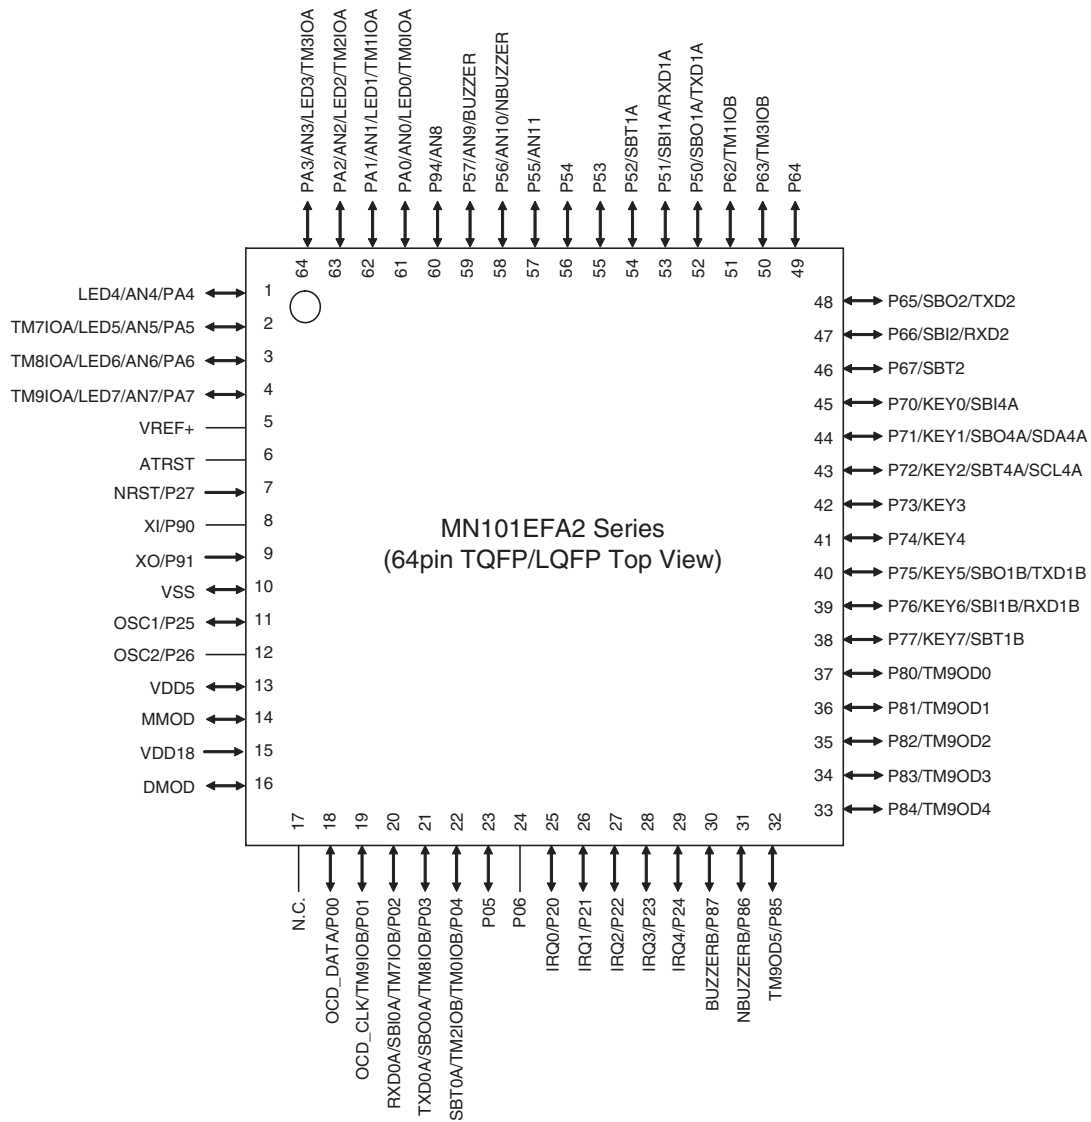 PA3/AN3/LED3/TM3IOA
PA2/AN2/LED2/TM2IOA
PA1/AN1/LED1/TM1IOA
PA0/AN0/LED0/TM0IOA
P94/AN8
P57/AN9/BUZZER
P56/AN10/NBUZZER
P55/AN11
P54
P53
P52/SBT1A
P51/SBI1A/RXD1A
P50/SBO1A/TXD1A
P62/TM1IOB
P63/TM3IOB
P64
64
63
62
61
60
59
58
57
56
55
54
53
52
51
50
49
LED4/AN4/PA4 1
TM7IOA/LED5/AN5/PA5 2
TM8IOA/LED6/AN6/PA6 3
TM9IOA/LED7/AN7/PA7 4
VREF+ 5
ATRST 6
NRST/P27 7
XI/P90 8
XO/P91 9
VSS 10
OSC1/P25 11
OSC2/P26 12
VDD5 13
MMOD 14
VDD18 15
DMOD 16
MN101EFA2 Series
(64pin TQFP/LQFP Top View)
48 P65/SBO2/TXD2
47 P66/SBI2/RXD2
46 P67/SBT2
45 P70/KEY0/SBI4A
44 P71/KEY1/SBO4A/SDA4A
43 P72/KEY2/SBT4A/SCL4A
42 P73/KEY3
41 P74/KEY4
40 P75/KEY5/SBO1B/TXD1B
39 P76/KEY6/SBI1B/RXD1B
38 P77/KEY7/SBT1B
37 P80/TM9OD0
36 P81/TM9OD1
35 P82/TM9OD2
34 P83/TM9OD3
33 P84/TM9OD4
17
18
19
20
21
22
23
24
25
26
27
28
29
30
31
32
N.C.
OCD_DATA/P00
OCD_CLK/TM9IOB/P01
RXD0A/SBI0A/TM7IOB/P02
TXD0A/SBO0A/TM8IOB/P03
SBT0A/TM2IOB/TM0IOB/P04
P05
P06
IRQ0/P20
IRQ1/P21
IRQ2/P22
IRQ3/P23
IRQ4/P24
BUZZERB/P87
NBUZZERB/P86
TM9OD5/P85